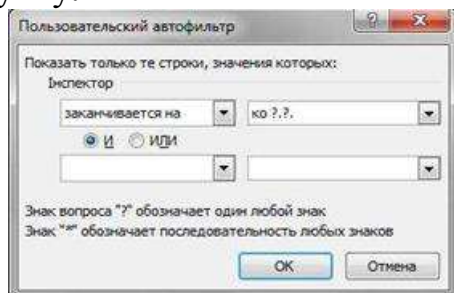 Пользовательский автофильтр
Показать только те строки, значения которых:
Інспектор
заканчивается на ко ?.?.
И ИЛИ
Знак вопроса "?" обозначает один любой знак
Знак "*" обозначает последовательность любых знаков
ОК Отмена